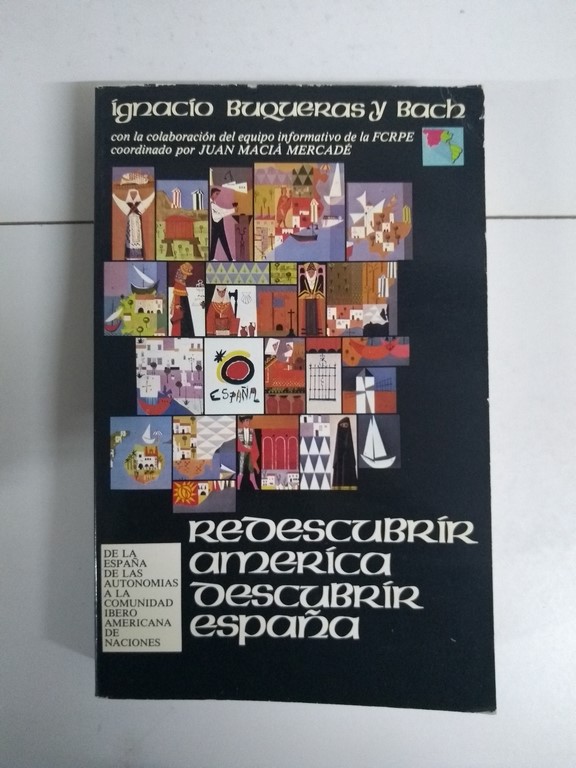 Ignacio Buqueras y Bach
con la colaboración del equipo informativo de la FCRPE
coordinado por JUAN MACIÀ MERCADÉ
ESPAÑA
Redescubrir
america
descubrir
españa
DE LA
ESPAÑA
DE LAS
AUTONOMIAS
A LA
COMUNIDAD
IBERO
AMERICANA
DE
NACIONES